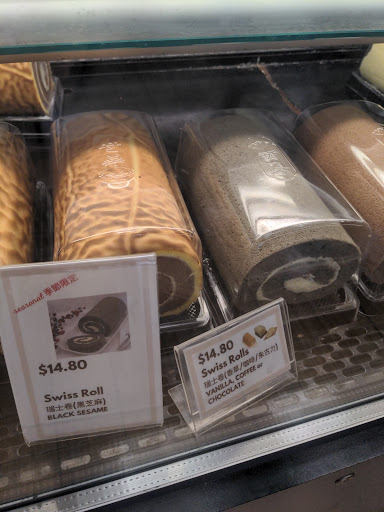 seasonal 季節限定
$14.80
Swiss Roll
瑞士卷(黑芝麻)
BLACK SESAME
$14.80
Swiss Rolls
瑞士卷(香草/咖啡/朱古力)
VANILLA, COFFEE or
CHOCOLATE